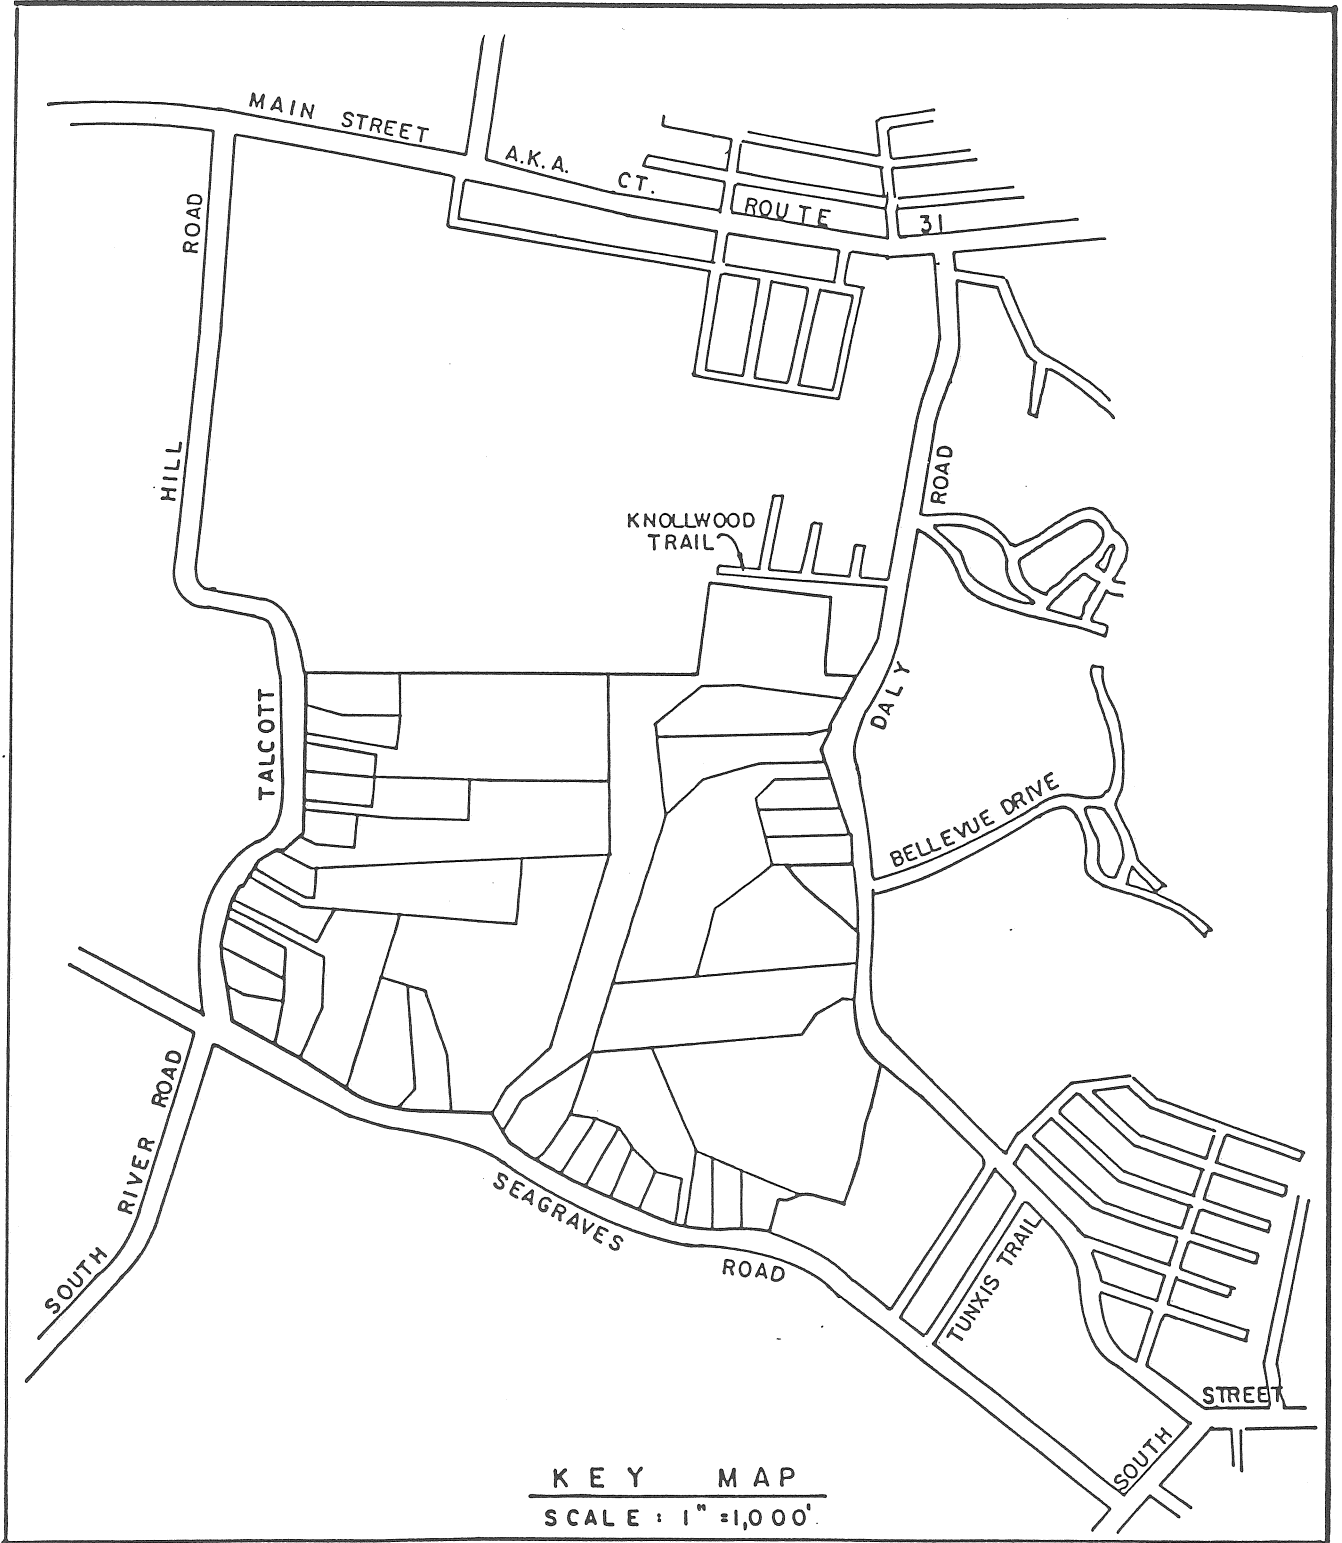 MAIN STREET
A.K.A.
CT.
ROUTE
31
ROAD
HILL
TALCOTT
KNOLLWOOD
TRAIL
ROAD
DALY
BELLEVUE DRIVE
SOUTH RIVER ROAD
SEAGRAVES ROAD
TUNXIS TRAIL
SOUTH STREET
KEY MAP
SCALE: 1"=1,000'